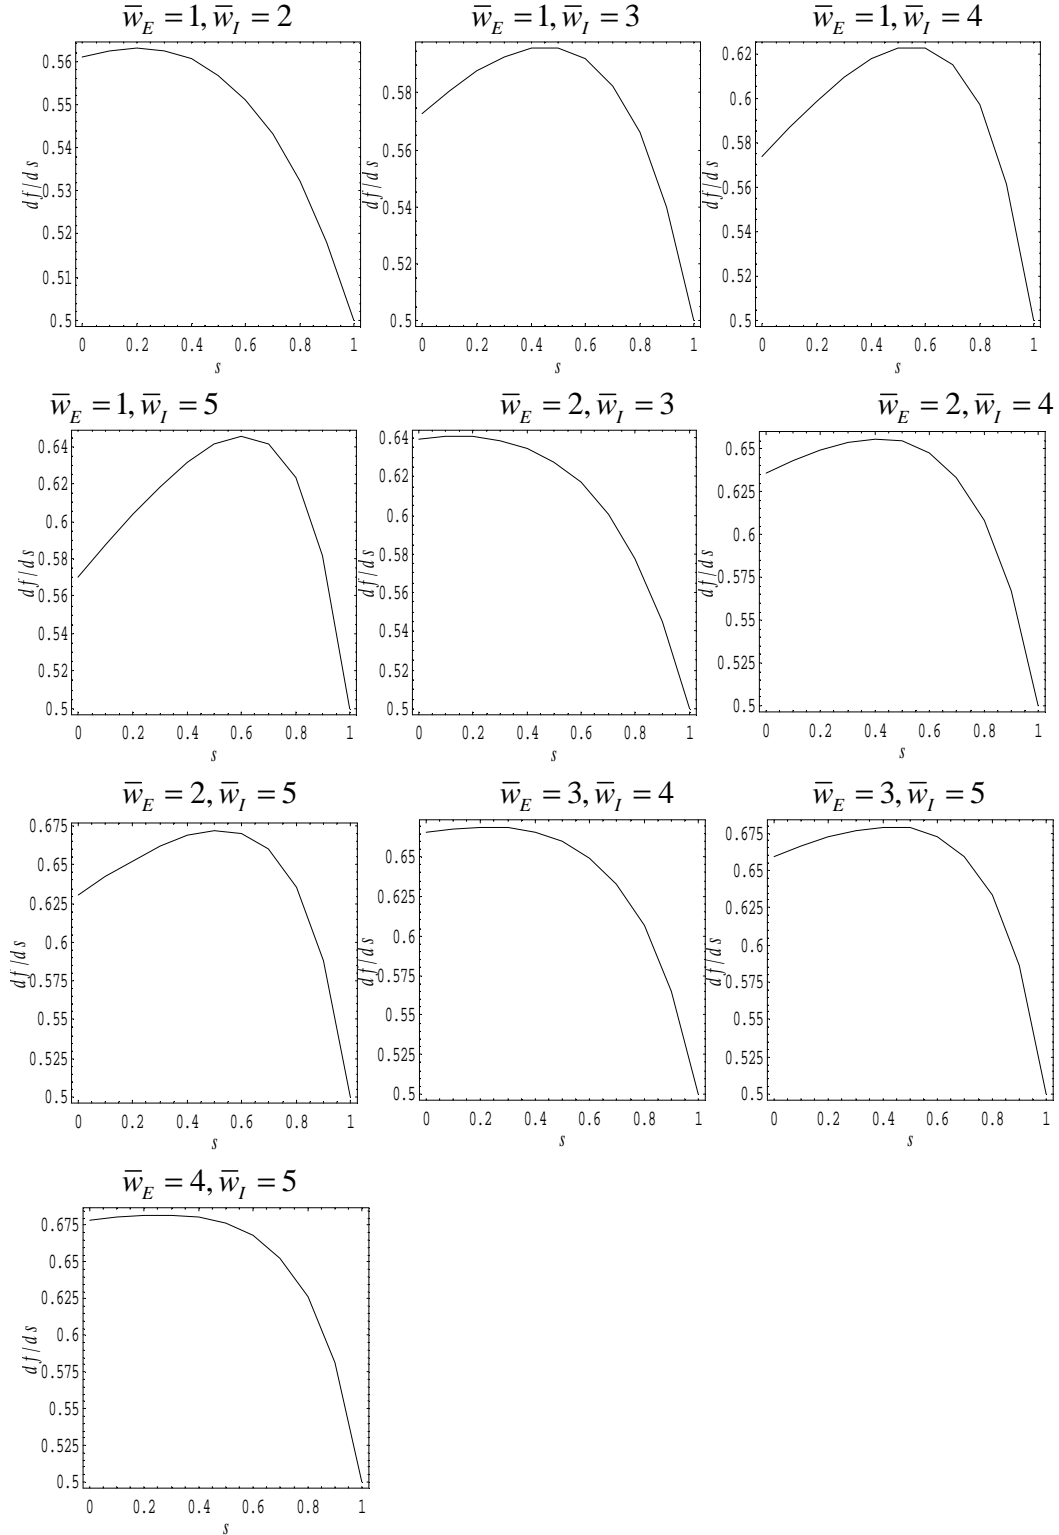 w̅_E = 1, w̅_I = 2
w̅_E = 1, w̅_I = 3
w̅_E = 1, w̅_I = 4
0.56
0.55
0.54
0.53
0.52
0.51
0.5
df/ds
0 0.2 0.4 0.6 0.8 1
s
0.58
0.56
0.54
0.52
0.5
df/ds
0 0.2 0.4 0.6 0.8 1
s
0.62
0.6
0.58
0.56
0.54
0.52
0.5
df/ds
0 0.2 0.4 0.6 0.8 1
s
w̅_E = 1, w̅_I = 5
w̅_E = 2, w̅_I = 3
w̅_E = 2, w̅_I = 4
0.64
0.62
0.6
0.58
0.56
0.54
0.52
0.5
df/ds
0 0.2 0.4 0.6 0.8 1
s
0.64
0.62
0.6
0.58
0.56
0.54
0.52
0.5
df/ds
0 0.2 0.4 0.6 0.8 1
s
0.65
0.625
0.6
0.575
0.55
0.525
0.5
df/ds
0 0.2 0.4 0.6 0.8 1
s
w̅_E = 2, w̅_I = 5
w̅_E = 3, w̅_I = 4
w̅_E = 3, w̅_I = 5
0.675
0.65
0.625
0.6
0.575
0.55
0.525
0.5
df/ds
0 0.2 0.4 0.6 0.8 1
s
0.65
0.625
0.6
0.575
0.55
0.525
0.5
df/ds
0 0.2 0.4 0.6 0.8 1
s
0.675
0.65
0.625
0.6
0.575
0.55
0.525
0.5
df/ds
0 0.2 0.4 0.6 0.8 1
s
w̅_E = 4, w̅_I = 5
0.675
0.65
0.625
0.6
0.575
0.55
0.525
0.5
df/ds
0 0.2 0.4 0.6 0.8 1
s